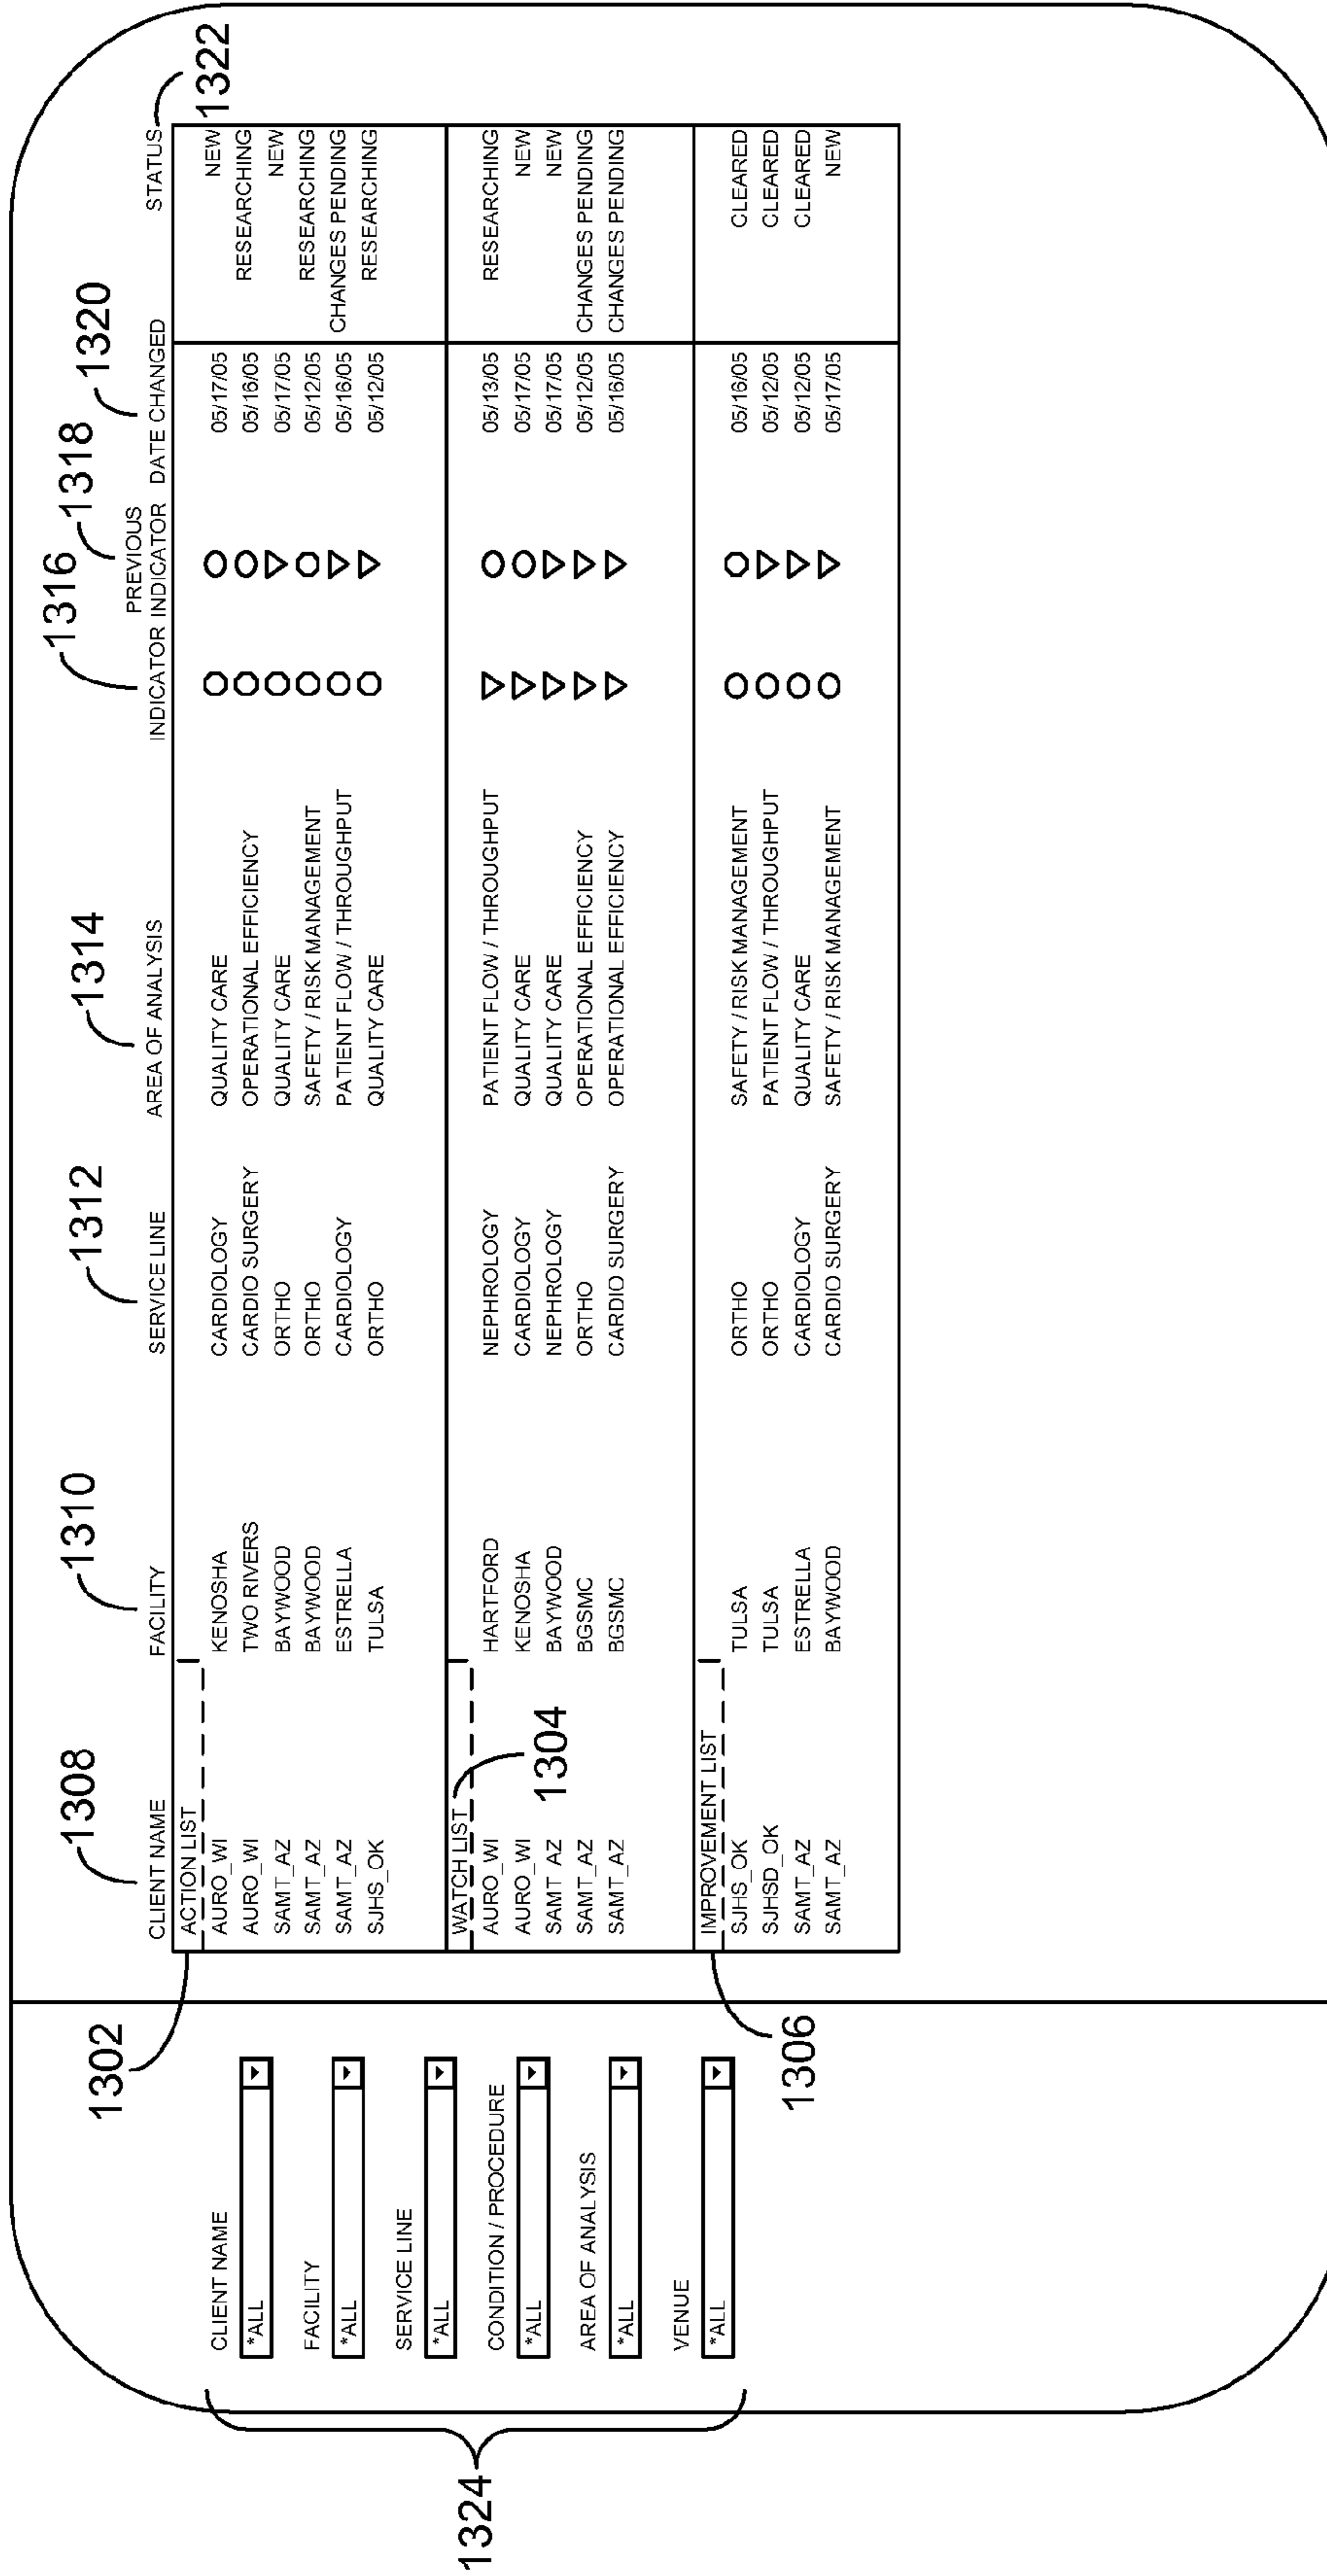 1316
1318
1320
1308
1310
1312
1314
1322
PREVIOUS
CLIENT NAME FACILITY SERVICE LINE AREA OF ANALYSIS INDICATOR INDICATOR DATE CHANGED STATUS
1302
ACTION LIST
AURO_WI KENOSHA CARDIOLOGY QUALITY CARE 05/17/05 NEW
AURO_WI TWO RIVERS CARDIO SURGERY OPERATIONAL EFFICIENCY 05/16/05 RESEARCHING
SAMT_AZ BAYWOOD ORTHO QUALITY CARE 05/17/05 NEW
SAMT_AZ BAYWOOD ORTHO SAFETY / RISK MANAGEMENT 05/12/05 RESEARCHING
SAMT_AZ ESTRELLA CARDIOLOGY PATIENT FLOW / THROUGHPUT 05/16/05 CHANGES PENDING
SJHS_OK TULSA ORTHO QUALITY CARE 05/12/05 RESEARCHING
WATCH LIST
1304
AURO_WI HARTFORD NEPHROLOGY PATIENT FLOW / THROUGHPUT 05/13/05 RESEARCHING
AURO_WI KENOSHA CARDIOLOGY QUALITY CARE 05/17/05 NEW
SAMT_AZ BAYWOOD NEPHROLOGY QUALITY CARE 05/17/05 NEW
SAMT_AZ BGSMC ORTHO OPERATIONAL EFFICIENCY 05/12/05 CHANGES PENDING
SAMT_AZ BGSMC CARDIO SURGERY OPERATIONAL EFFICIENCY 05/16/05 CHANGES PENDING
IMPROVEMENT LIST
1306
SJHS_OK TULSA ORTHO SAFETY / RISK MANAGEMENT 05/16/05 CLEARED
SJHSD_OK TULSA ORTHO PATIENT FLOW / THROUGHPUT 05/12/05 CLEARED
SAMT_AZ ESTRELLA CARDIOLOGY QUALITY CARE 05/12/05 CLEARED
SAMT_AZ BAYWOOD CARDIO SURGERY SAFETY / RISK MANAGEMENT 05/17/05 NEW
1324
CLIENT NAME
*ALL
FACILITY
*ALL
SERVICE LINE
*ALL
CONDITION / PROCEDURE
*ALL
AREA OF ANALYSIS
*ALL
VENUE
*ALL